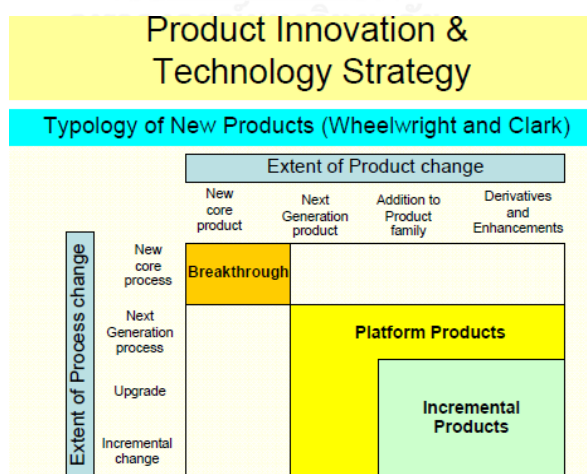 Product Innovation &
Technology Strategy
Typology of New Products (Wheelwright and Clark)
Extent of Product change
New
core
product
Next
Generation
product
Addition to
Product
family
Derivatives
and
Enhancements
Extent of Process change
New
core
process
Breakthrough
Next
Generation
process
Platform Products
Upgrade
Incremental
Products
Incremental
change